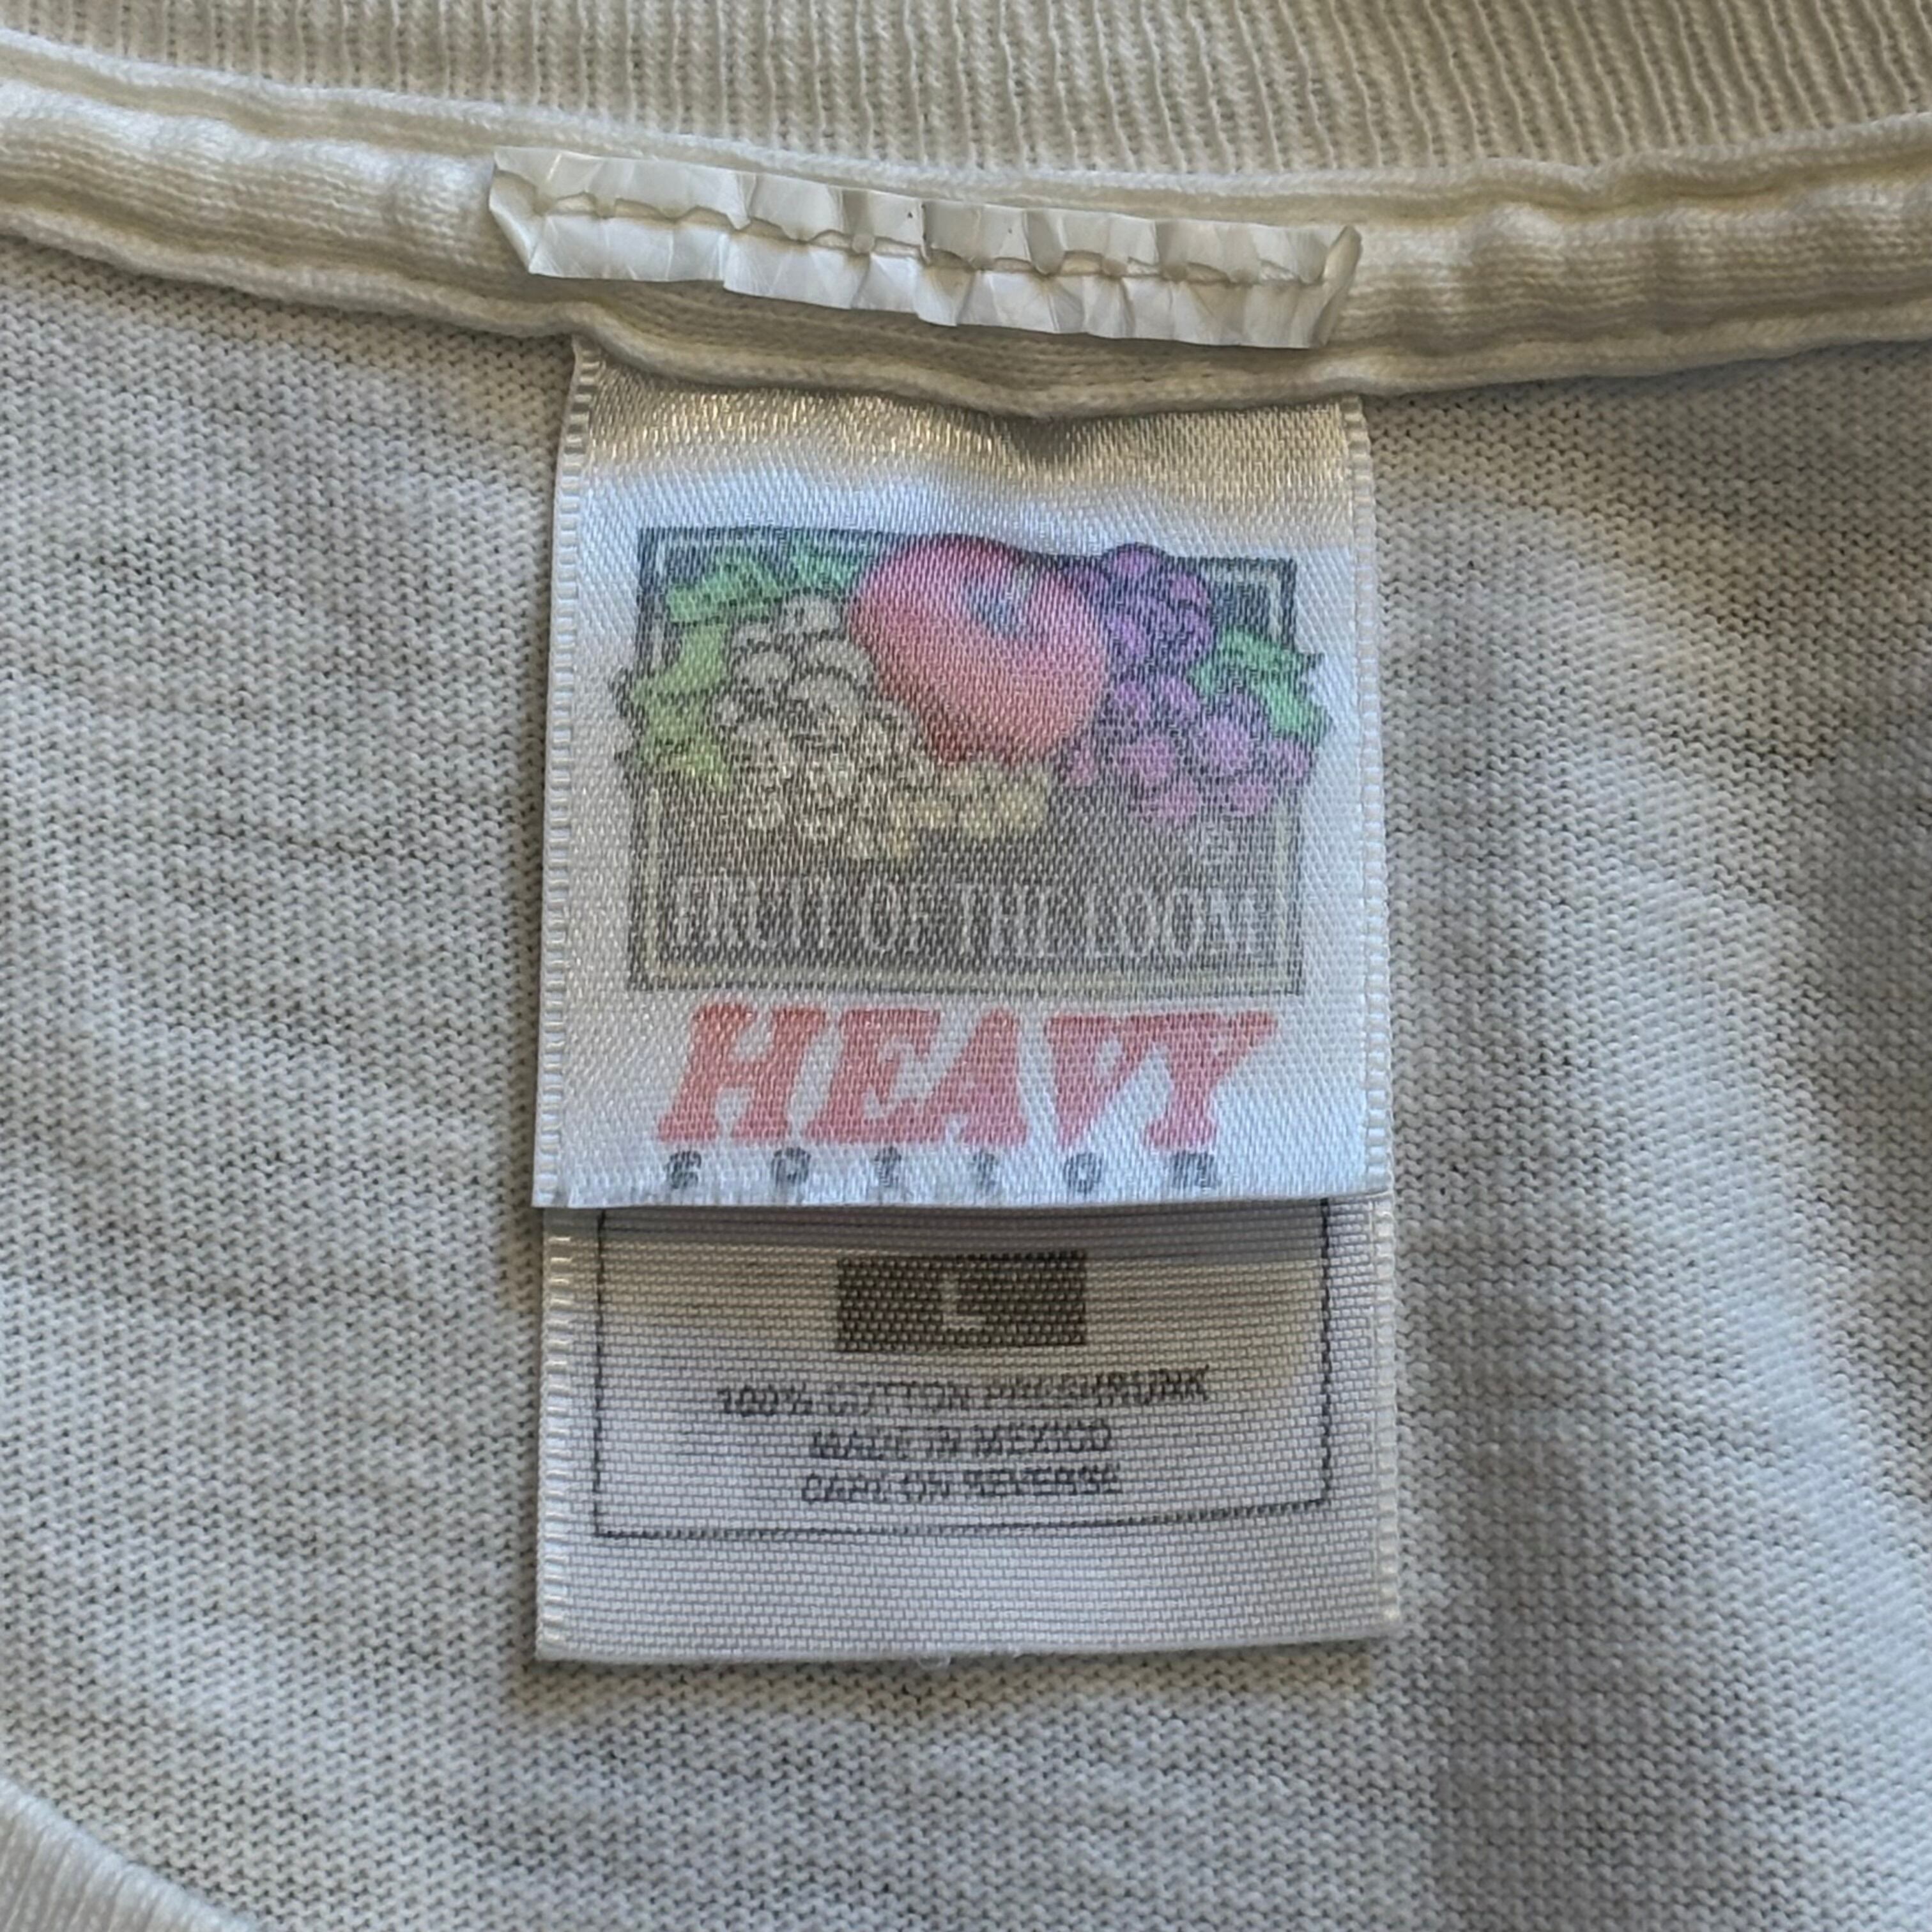 FRUIT OF THE LOOM
HEAVY
COTTON
L
100% COTTON PRESHRUNK
MADE IN MEXICO
CARE ON REVERSE